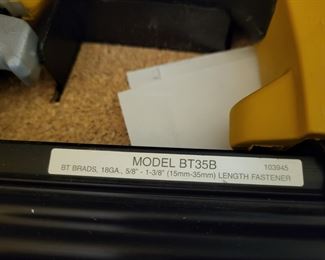 MODEL BT35B
103945
BT BRADS, 18GA., 5/8" - 1-3/8" (15mm-35mm) LENGTH FASTENER